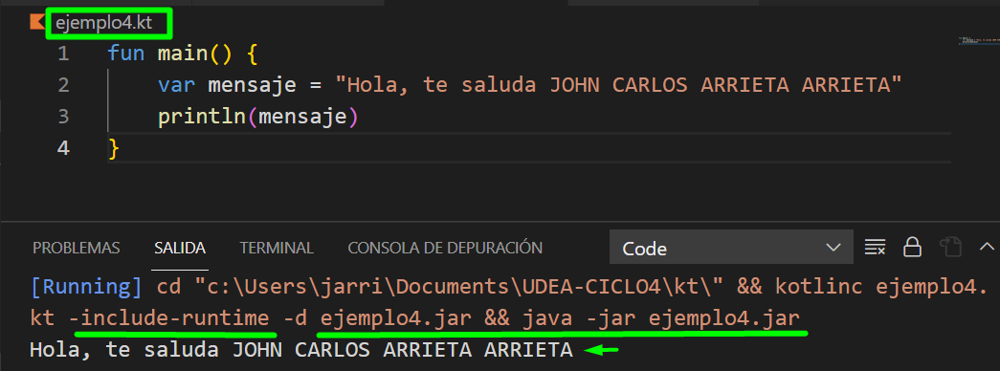 ejemplo4.kt
1 fun main() {
2 var mensaje = "Hola, te saluda JOHN CARLOS ARRIETA ARRIETA"
3 println(mensaje)
4 }
PROBLEMAS SALIDA TERMINAL CONSOLA DE DEPURACIÓN Code
[Running] cd "c:\Users\jarri\Documents\UDEA-CICLO4\kt\" && kotlinc ejemplo4.
kt -include-runtime -d ejemplo4.jar && java -jar ejemplo4.jar
Hola, te saluda JOHN CARLOS ARRIETA ARRIETA